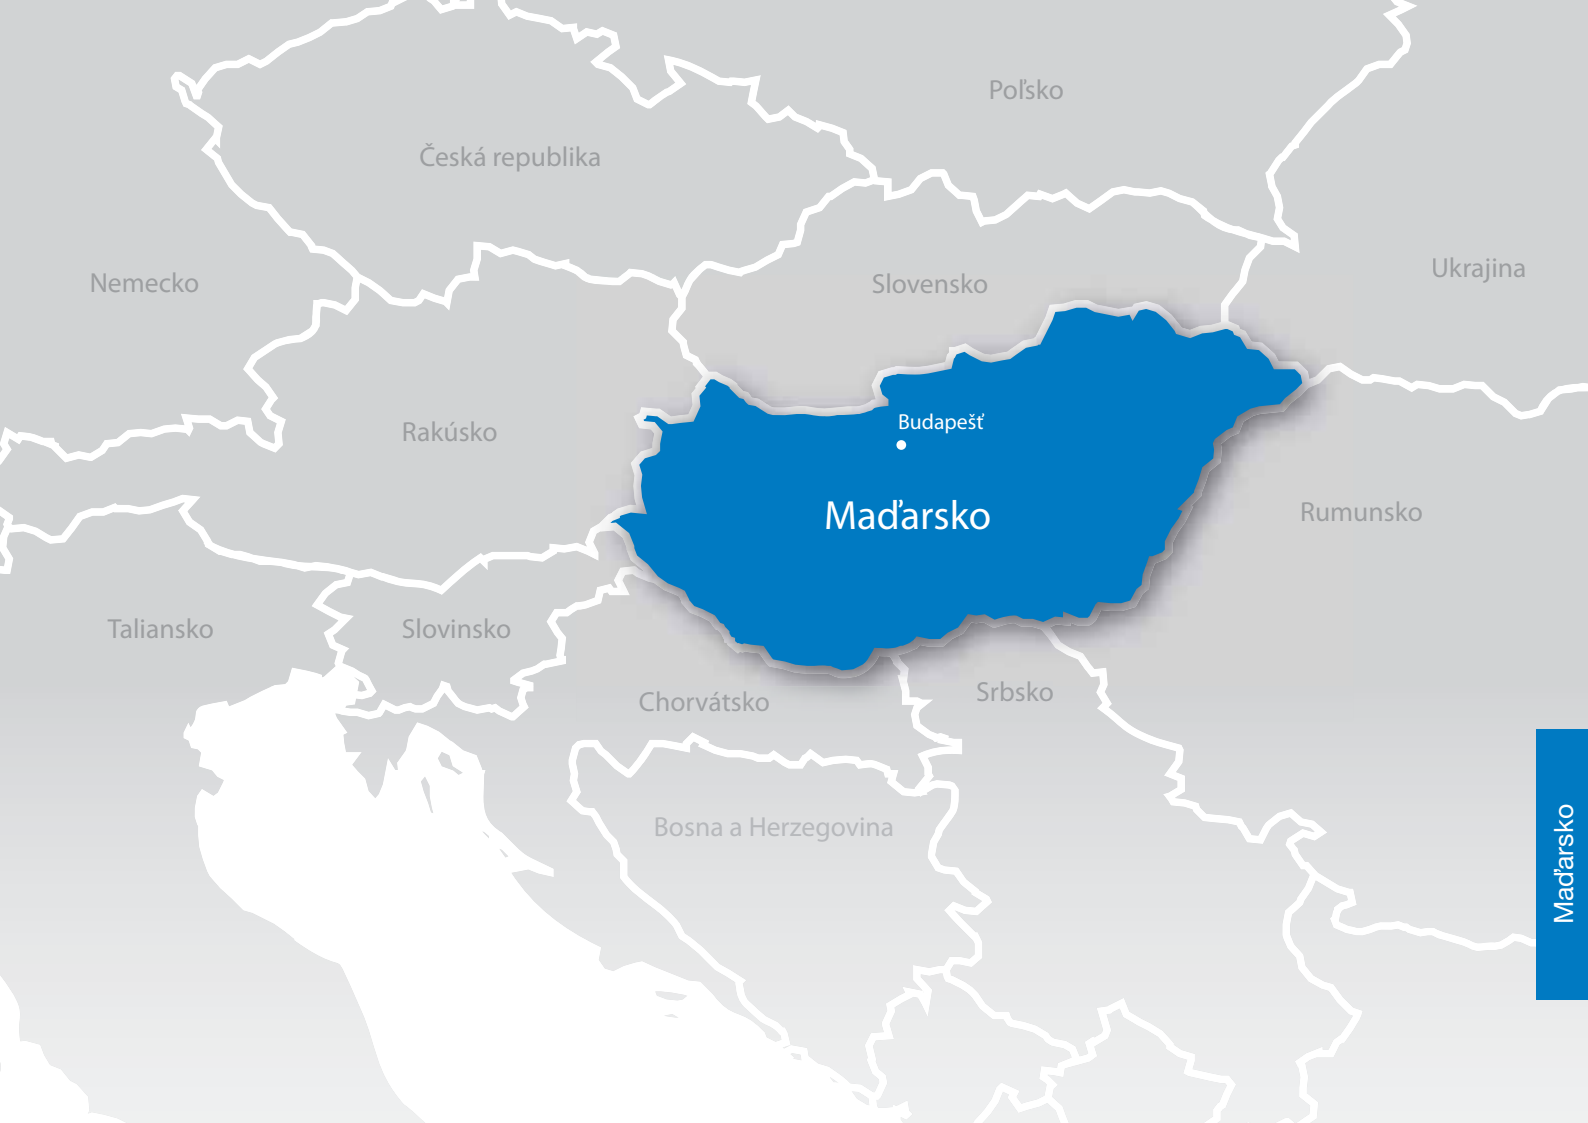 Poľsko
Česká republika
Ukrajina
Nemecko
Slovensko
Budapešť
Rakúsko
Maďarsko
Rumunsko
Taliansko
Slovinsko
Srbsko
Chorvátsko
Bosna a Herzegovina
Maďarsko